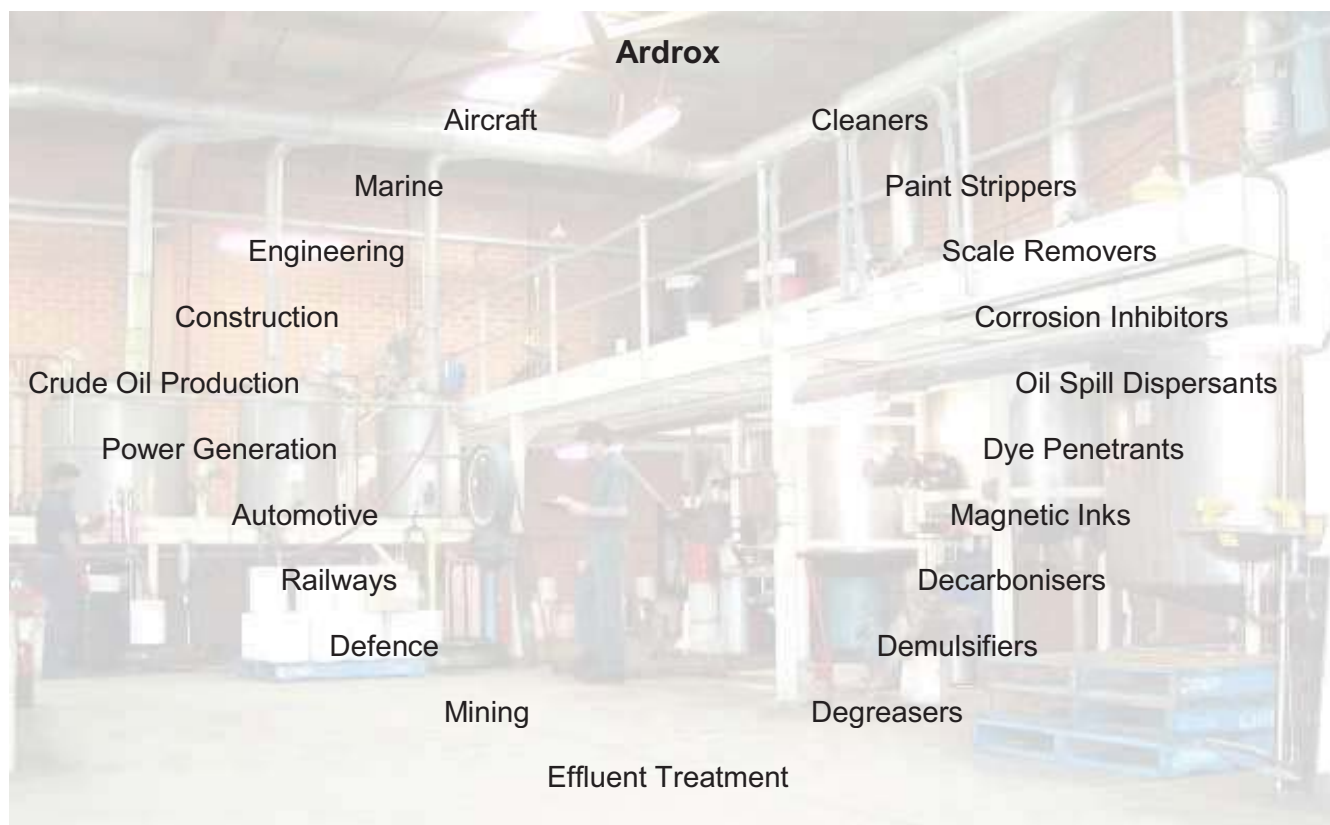 Ardrox
Aircraft Cleaners
Marine Paint Strippers
Engineering Scale Removers
Construction Corrosion Inhibitors
Crude Oil Production Oil Spill Dispersants
Power Generation Dye Penetrants
Automotive Magnetic Inks
Railways Decarbonisers
Defence Demulsifiers
Mining Degreasers
Effluent Treatment